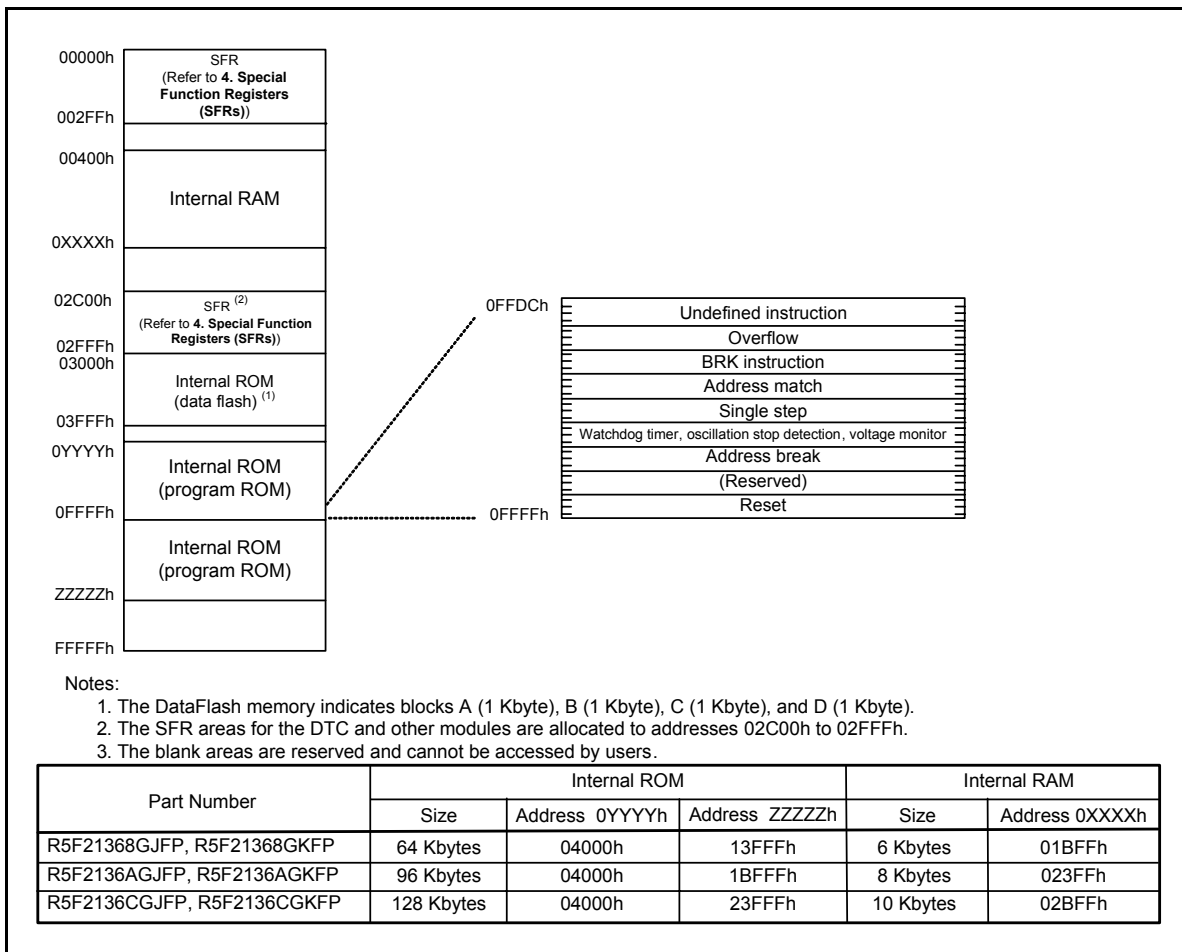 00000h
SFR
(Refer to 4. Special
Function Registers
(SFRs))
002FFh
00400h
Internal RAM
0XXXXh
02C00h
SFR (2)
(Refer to 4. Special Function
Registers (SFRs))
02FFFh
03000h
Internal ROM
(data flash) (1)
03FFFh
0YYYYh
Internal ROM
(program ROM)
0FFFFh
Internal ROM
(program ROM)
ZZZZZh
FFFFFh
0FFDCh
Undefined instruction
Overflow
BRK instruction
Address match
Single step
Watchdog timer, oscillation stop detection, voltage monitor
Address break
(Reserved)
Reset
0FFFFh
Notes:
1. The DataFlash memory indicates blocks A (1 Kbyte), B (1 Kbyte), C (1 Kbyte), and D (1 Kbyte).
2. The SFR areas for the DTC and other modules are allocated to addresses 02C00h to 02FFFh.
3. The blank areas are reserved and cannot be accessed by users.
Part Number Internal ROM Internal RAM
Size Address 0YYYYh Address ZZZZZh Size Address 0XXXXh
R5F21368GJFP, R5F21368GKFP 64 Kbytes 04000h 13FFFh 6 Kbytes 01BFFh
R5F2136AGJFP, R5F2136AGKFP 96 Kbytes 04000h 1BFFFh 8 Kbytes 023FFh
R5F2136CGJFP, R5F2136CGKFP 128 Kbytes 04000h 23FFFh 10 Kbytes 02BFFh